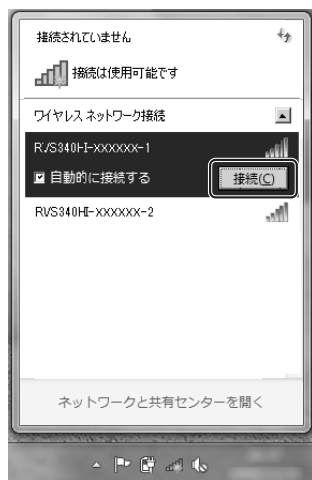 接続されていません
接続は使用可能です
ワイヤレス ネットワーク接続
RVS340HI-XXXXXX-1
自動的に接続する
接続(C)
RVS340HI-XXXXXX-2
ネットワークと共有センターを開く